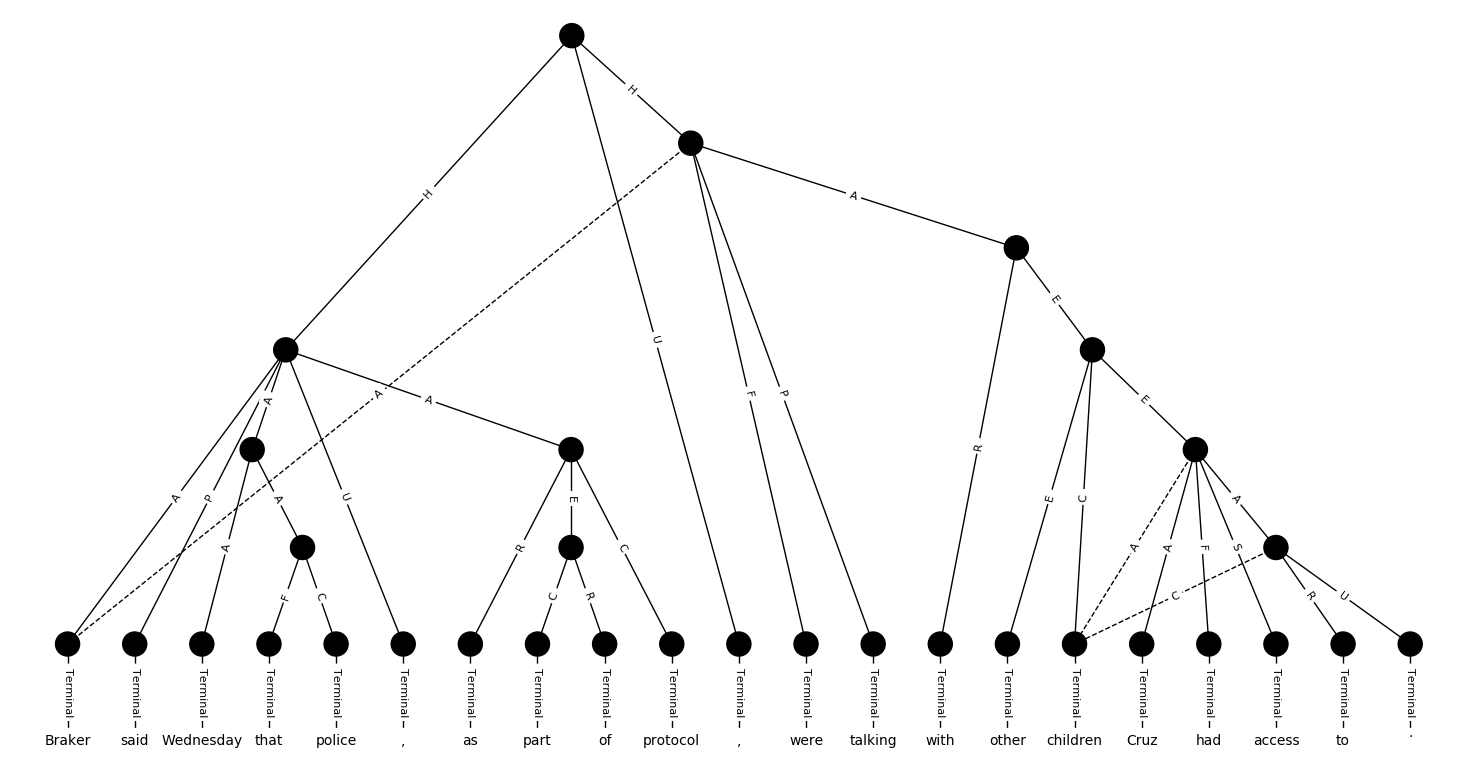 H
H
A
H
U
E
A
A
A
F
P
E
A
P
A
U
R
E
C
A
R
E
C
A
A
F
S
A
F
C
C
R
C
R
U
Terminal Terminal Terminal Terminal Terminal Terminal Terminal Terminal Terminal Terminal Terminal Terminal Terminal Terminal Terminal Terminal Terminal Terminal Terminal Terminal Terminal
Braker said Wednesday that police , as part of protocol , were talking with other children Cruz had access to .